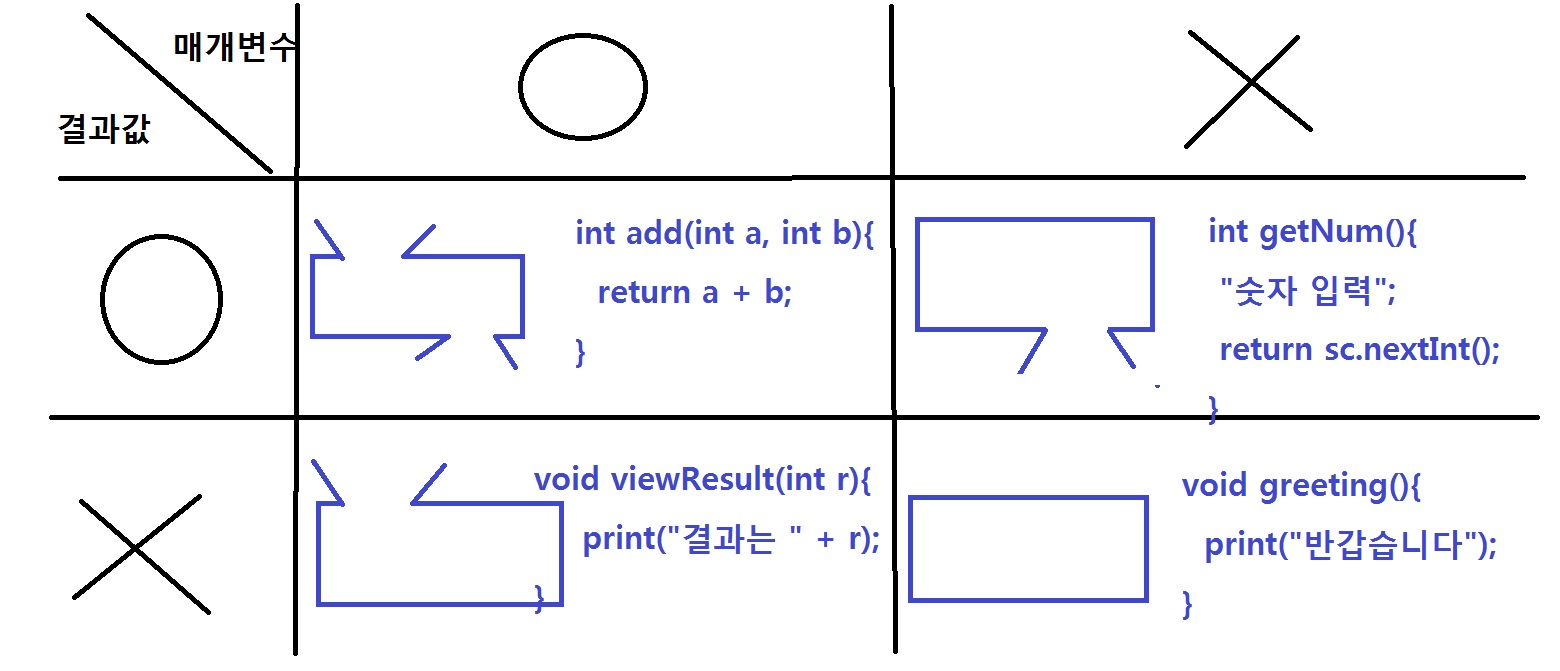 매개변수
결과값
int add(int a, int b){
return a + b;
}
int getNum(){
"숫자 입력";
return sc.nextInt();
}
void viewResult(int r){
print("결과는 " + r);
}
void greeting(){
print("반갑습니다");
}